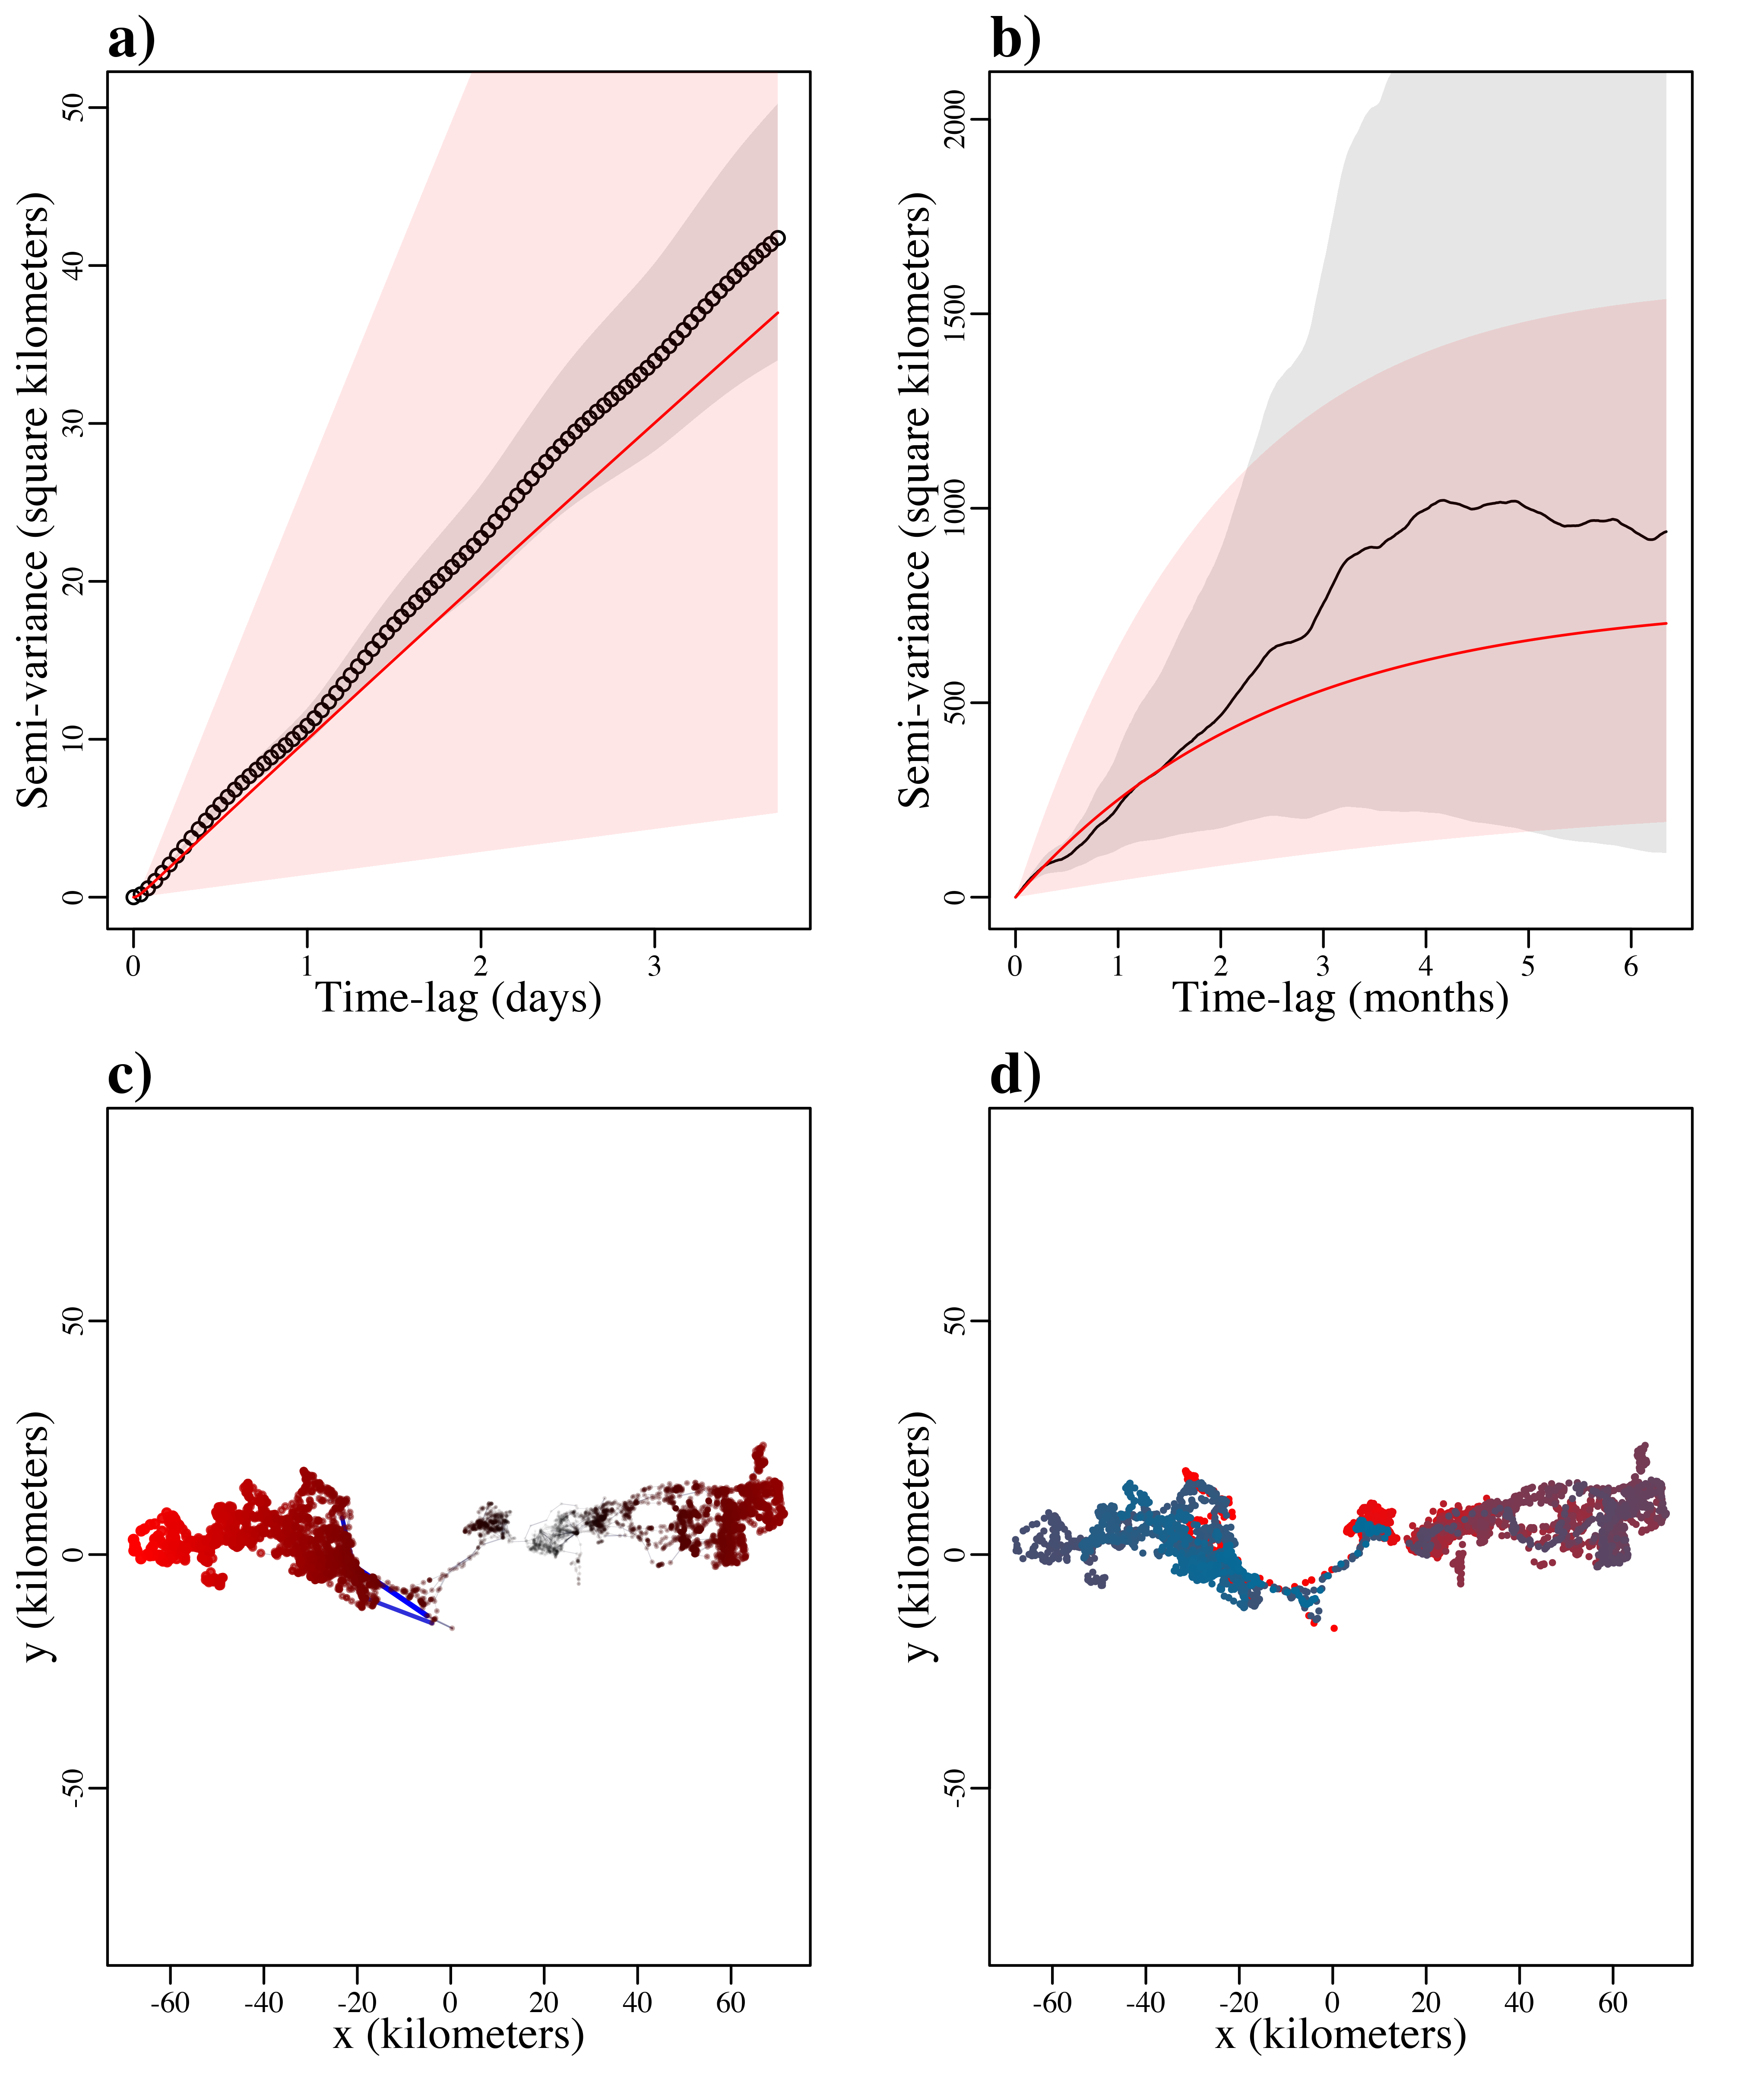 a)
Semi-variance (square kilometers)
50
40
30
20
10
0
0 1 2 3
Time-lag (days)
b)
Semi-variance (square kilometers)
2000
1500
1000
500
0
0 1 2 3 4 5 6
Time-lag (months)
c)
y (kilometers)
50
0
-50
-60 -40 -20 0 20 40 60
x (kilometers)
d)
y (kilometers)
50
0
-50
-60 -40 -20 0 20 40 60
x (kilometers)